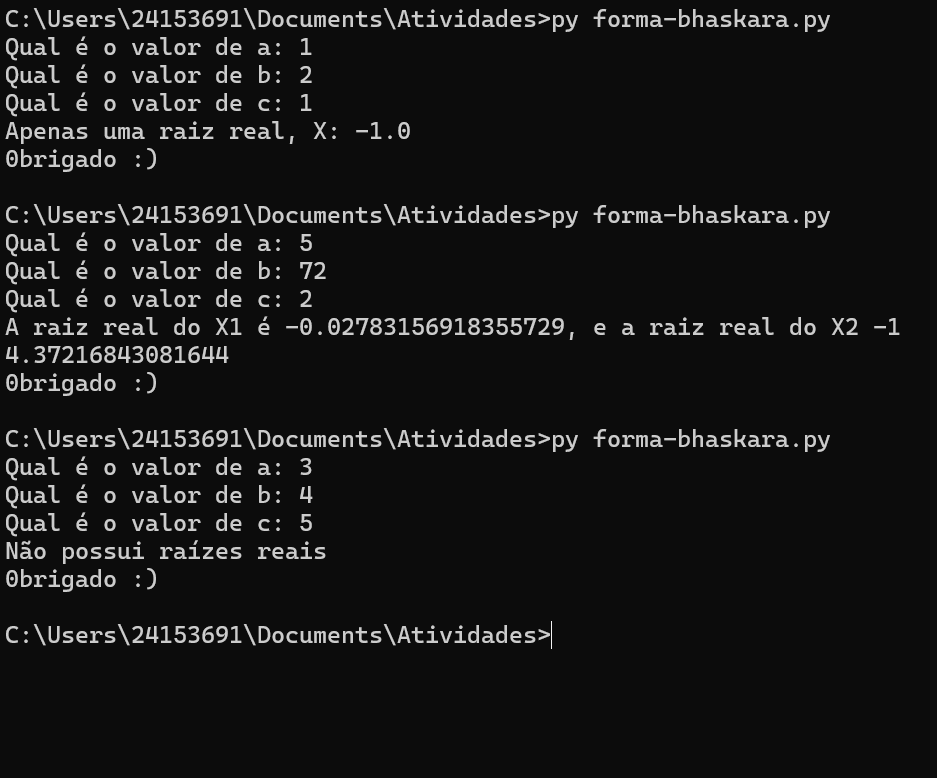 C:\Users\24153691\Documents\Atividades>py forma-bhaskara.py
Qual é o valor de a: 1
Qual é o valor de b: 2
Qual é o valor de c: 1
Apenas uma raiz real, X: -1.0
0brigado :)
C:\Users\24153691\Documents\Atividades>py forma-bhaskara.py
Qual é o valor de a: 5
Qual é o valor de b: 72
Qual é o valor de c: 2
A raiz real do X1 é -0.02783156918355729, e a raiz real do X2 -1
4.37216843081644
0brigado :)
C:\Users\24153691\Documents\Atividades>py forma-bhaskara.py
Qual é o valor de a: 3
Qual é o valor de b: 4
Qual é o valor de c: 5
Não possui raízes reais
0brigado :)
C:\Users\24153691\Documents\Atividades>